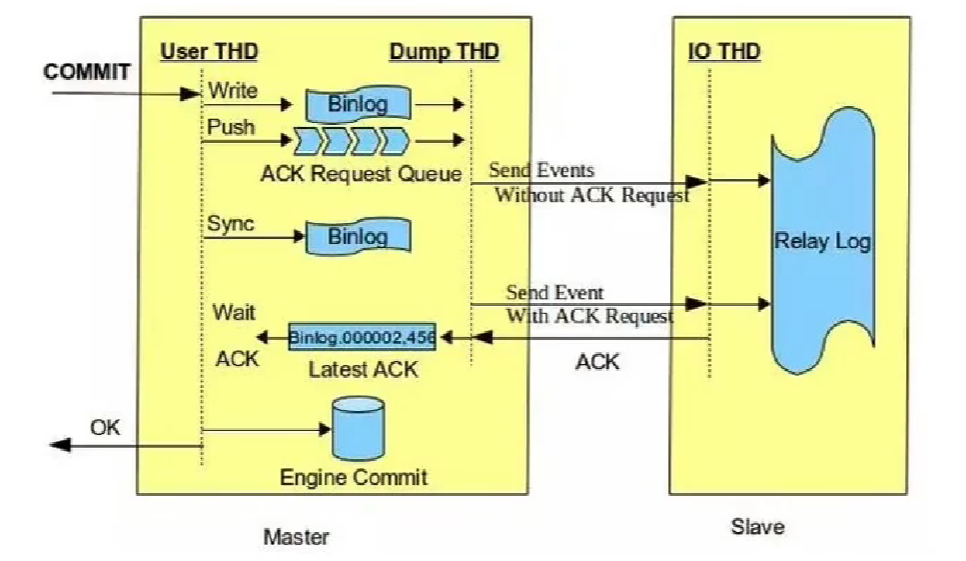 User THD
Dump THD
IO THD
COMMIT
Write
Binlog
Push
ACK Request Queue
Send Events
Without ACK Request
Sync
Binlog
Relay Log
Send Event
With ACK Request
Wait
ACK
Binlog.000002,456
Latest ACK
ACK
OK
Engine Commit
Master
Slave